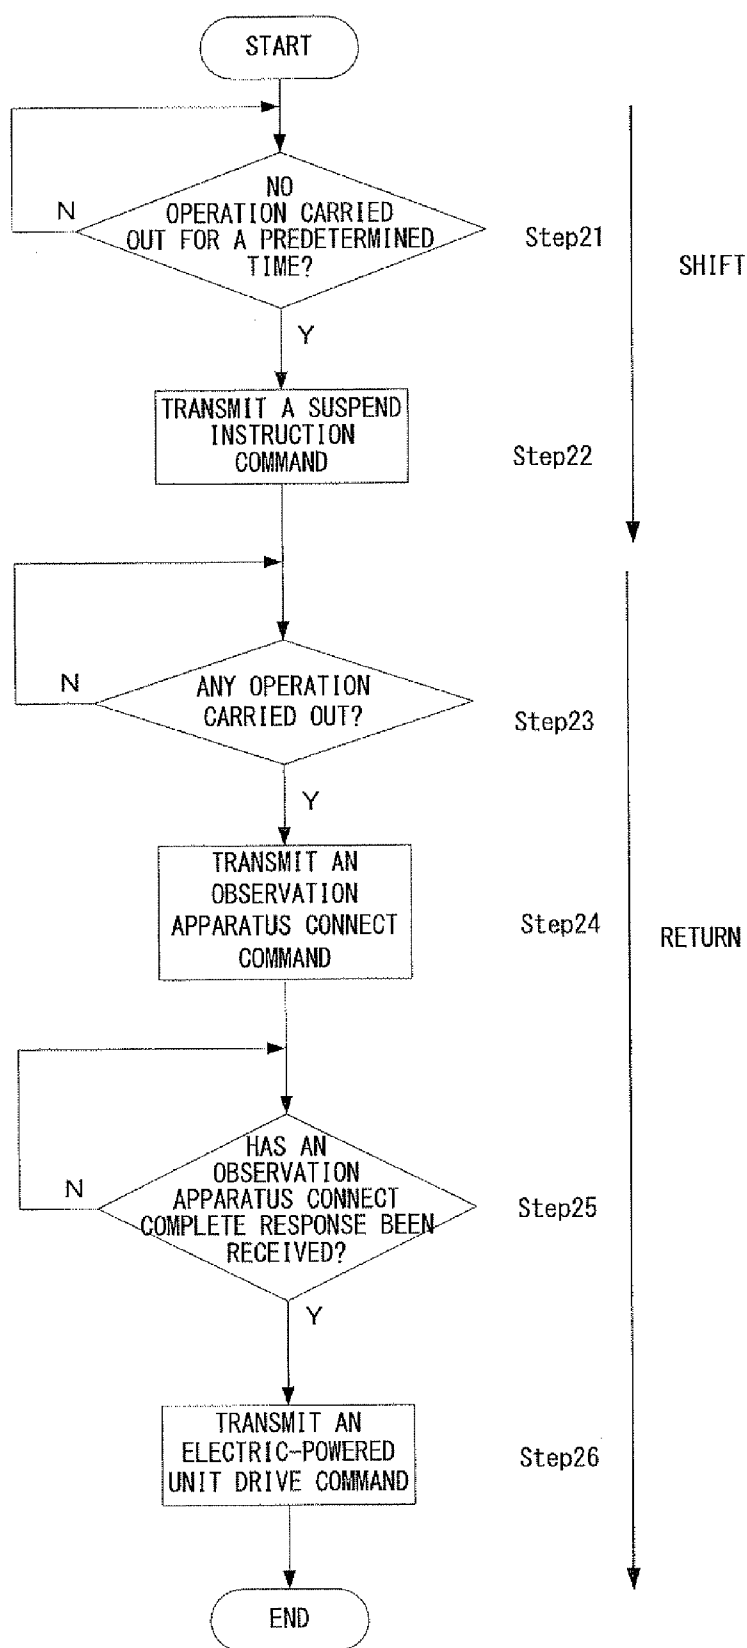 START
NO
OPERATION CARRIED
OUT FOR A PREDETERMINED
TIME?
N
Step21
SHIFT
Y
TRANSMIT A SUSPEND
INSTRUCTION
COMMAND
Step22
N
ANY OPERATION
CARRIED OUT?
Step23
Y
TRANSMIT AN
OBSERVATION
APPARATUS CONNECT
COMMAND
Step24
RETURN
HAS AN
OBSERVATION
APPARATUS CONNECT
COMPLETE RESPONSE BEEN
RECEIVED?
N
Step25
Y
TRANSMIT AN
ELECTRIC-POWERED
UNIT DRIVE COMMAND
Step26
END